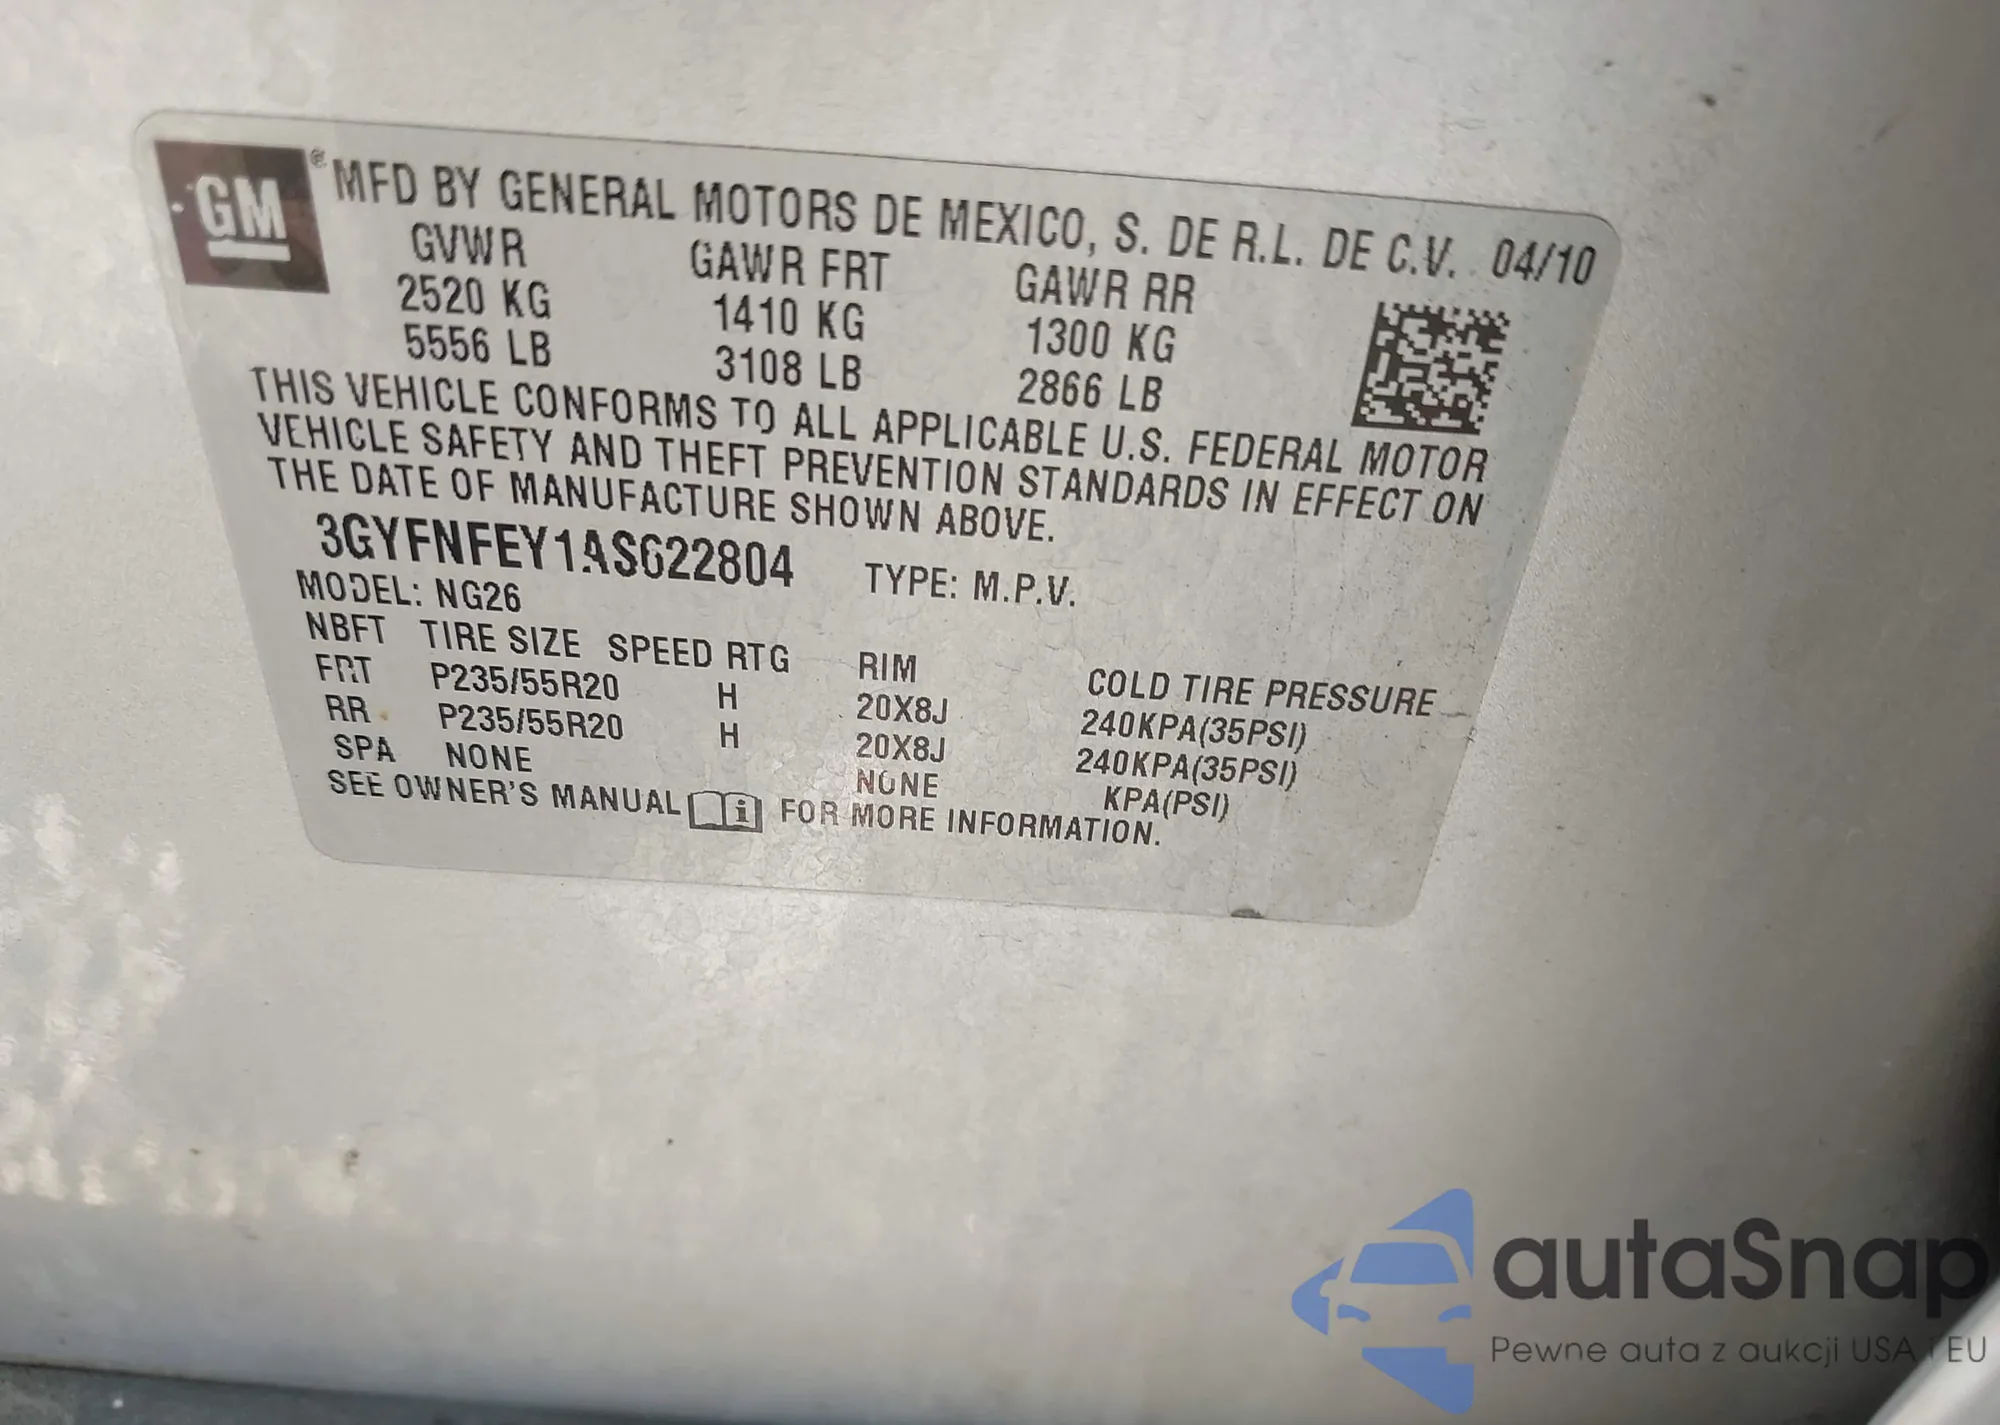 GM ® MFD BY GENERAL MOTORS DE MEXICO, S. DE R.L. DE C.V. 04/10
GVWR GAWR FRT GAWR RR
2520 KG 1410 KG 1300 KG
5556 LB 3108 LB 2866 LB
THIS VEHICLE CONFORMS TO ALL APPLICABLE U.S. FEDERAL MOTOR
VEHICLE SAFETY AND THEFT PREVENTION STANDARDS IN EFFECT ON
THE DATE OF MANUFACTURE SHOWN ABOVE.
3GYFNFEY1AS622804 TYPE: M.P.V.
MODEL: NG26
NBFT TIRE SIZE SPEED RTG RIM COLD TIRE PRESSURE
FRT P235/55R20 H 20X8J 240KPA(35PSI)
RR P235/55R20 H 20X8J 240KPA(35PSI)
SPA NONE NONE KPA(PSI)
SEE OWNER'S MANUAL i FOR MORE INFORMATION.
autaSnap
Pewne auta z aukcji USA i EU